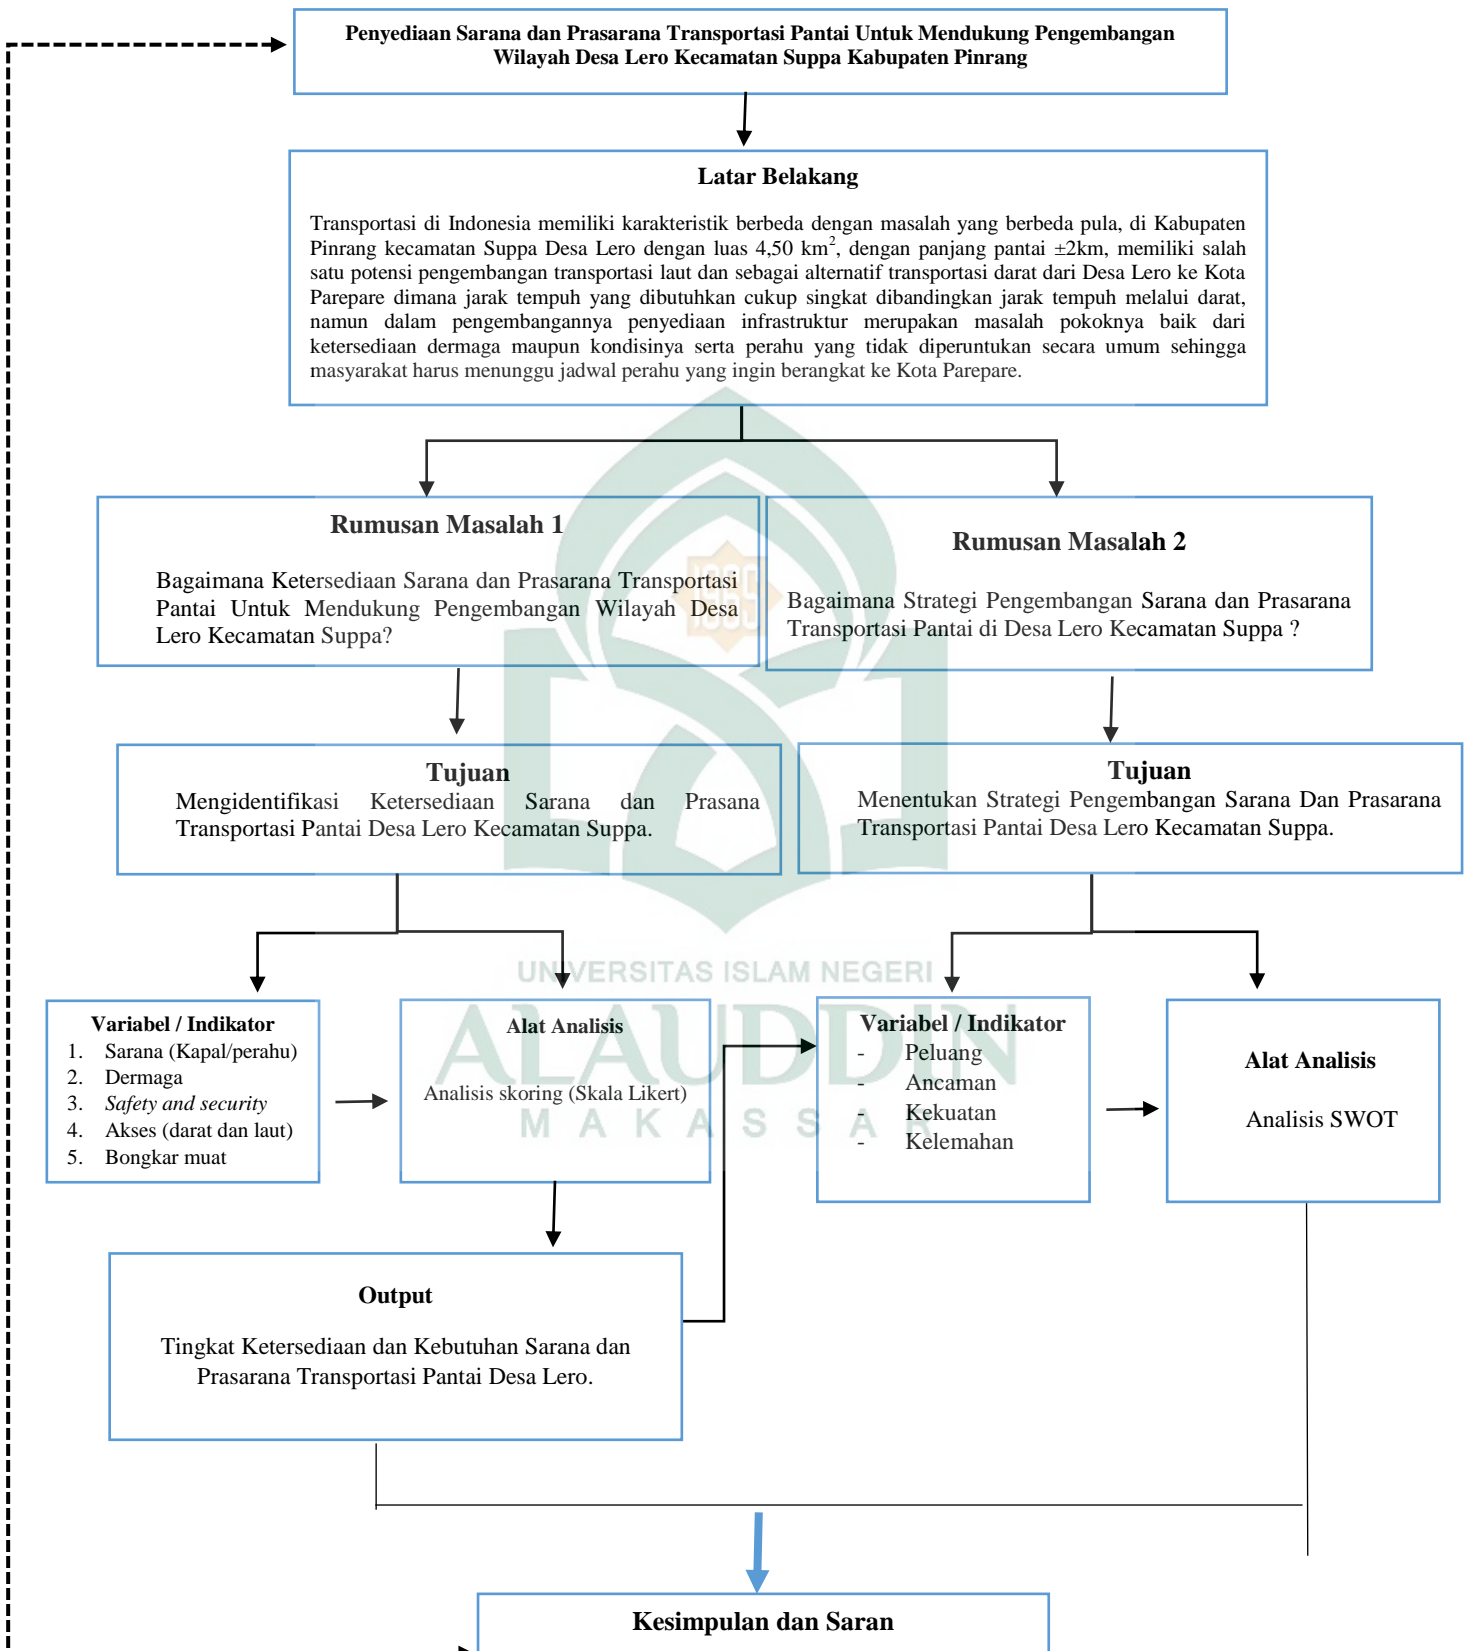 Penyediaan Sarana dan Prasarana Transportasi Pantai Untuk Mendukung Pengembangan
Wilayah Desa Lero Kecamatan Suppa Kabupaten Pinrang
Latar Belakang
Transportasi di Indonesia memiliki karakteristik berbeda dengan masalah yang berbeda pula, di Kabupaten
Pinrang kecamatan Suppa Desa Lero dengan luas 4,50 km², dengan panjang pantai ±2km, memiliki salah
satu potensi pengembangan transportasi laut dan sebagai alternatif transportasi darat dari Desa Lero ke Kota
Parepare dimana jarak tempuh yang dibutuhkan cukup singkat dibandingkan jarak tempuh melalui darat,
namun dalam pengembangannya penyediaan infrastruktur merupakan masalah pokoknya baik dari
ketersediaan dermaga maupun kondisinya serta perahu yang tidak diperuntukan secara umum sehingga
masyarakat harus menunggu jadwal perahu yang ingin berangkat ke Kota Parepare.
Rumusan Masalah 1
Bagaimana Ketersediaan Sarana dan Prasarana Transportasi
Pantai Untuk Mendukung Pengembangan Wilayah Desa
Lero Kecamatan Suppa?
Rumusan Masalah 2
Bagaimana Strategi Pengembangan Sarana dan Prasarana
Transportasi Pantai di Desa Lero Kecamatan Suppa ?
1965
Tujuan
Mengidentifikasi Ketersediaan Sarana dan Prasana
Transportasi Pantai Desa Lero Kecamatan Suppa.
Tujuan
Menentukan Strategi Pengembangan Sarana Dan Prasarana
Transportasi Pantai Desa Lero Kecamatan Suppa.
UNIVERSITAS ISLAM NEGERI
ALAUDDIN
MAKASSAR
Variabel / Indikator
1. Sarana (Kapal/perahu)
2. Dermaga
3. Safety and security
4. Akses (darat dan laut)
5. Bongkar muat
Alat Analisis
Analisis skoring (Skala Likert)
Variabel / Indikator
- Peluang
- Ancaman
- Kekuatan
- Kelemahan
Alat Analisis
Analisis SWOT
Output
Tingkat Ketersediaan dan Kebutuhan Sarana dan
Prasarana Transportasi Pantai Desa Lero.
Kesimpulan dan Saran